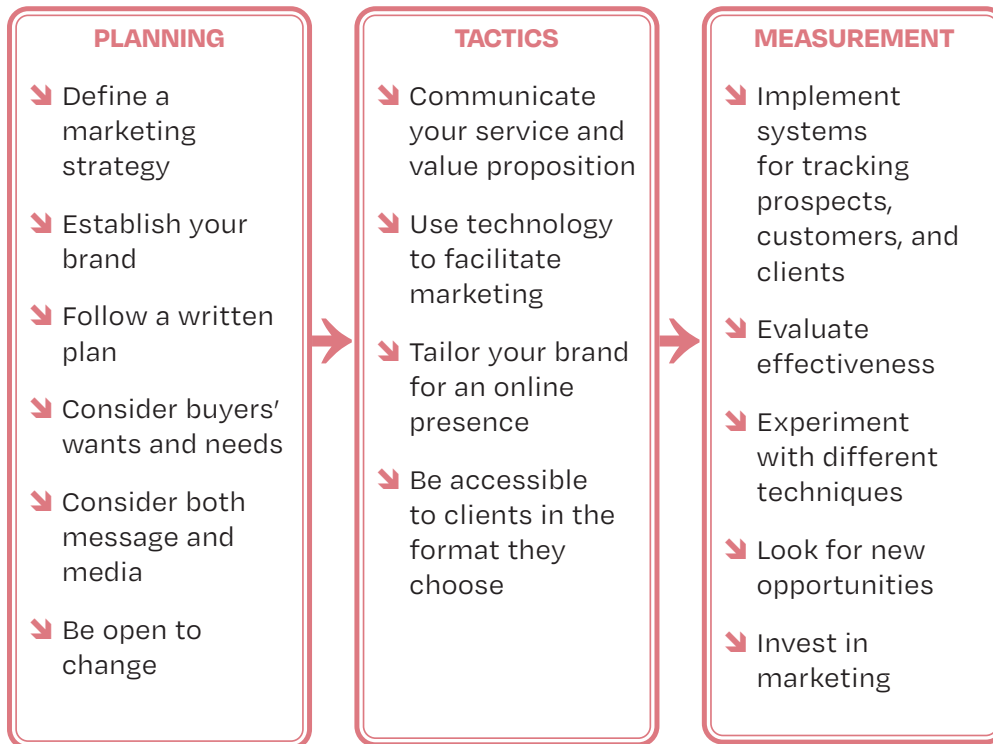 PLANNING
Define a
marketing
strategy
Establish your
brand
Follow a written
plan
Consider buyers’
wants and needs
Consider both
message and
media
Be open to
change
TACTICS
Communicate
your service and
value proposition
Use technology
to facilitate
marketing
Tailor your brand
for an online
presence
Be accessible
to clients in the
format they
choose
MEASUREMENT
Implement
systems
for tracking
prospects,
customers, and
clients
Evaluate
effectiveness
Experiment
with different
techniques
Look for new
opportunities
Invest in
marketing